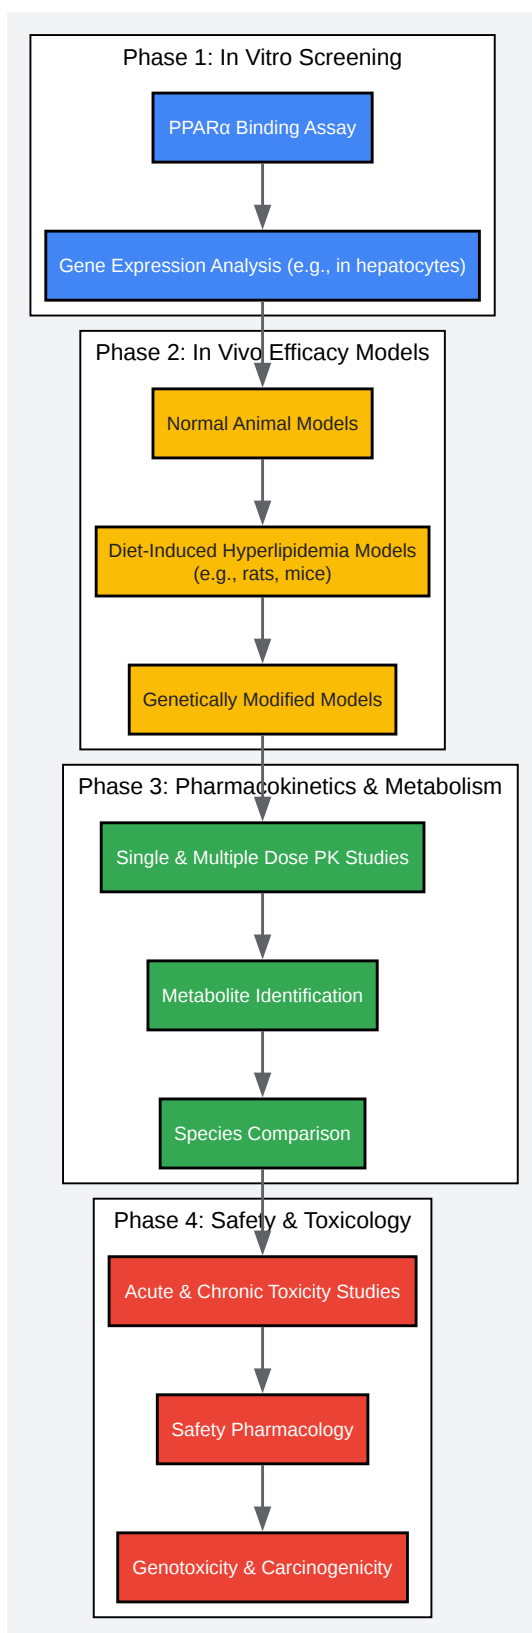 Phase 1: In Vitro Screening
PPARα Binding Assay
Gene Expression Analysis (e.g., in hepatocytes)
Phase 2: In Vivo Efficacy Models
Normal Animal Models
Diet-Induced Hyperlipidemia Models
(e.g., rats, mice)
Genetically Modified Models
Phase 3: Pharmacokinetics & Metabolism
Single & Multiple Dose PK Studies
Metabolite Identification
Species Comparison
Phase 4: Safety & Toxicology
Acute & Chronic Toxicity Studies
Safety Pharmacology
Genotoxicity & Carcinogenicity